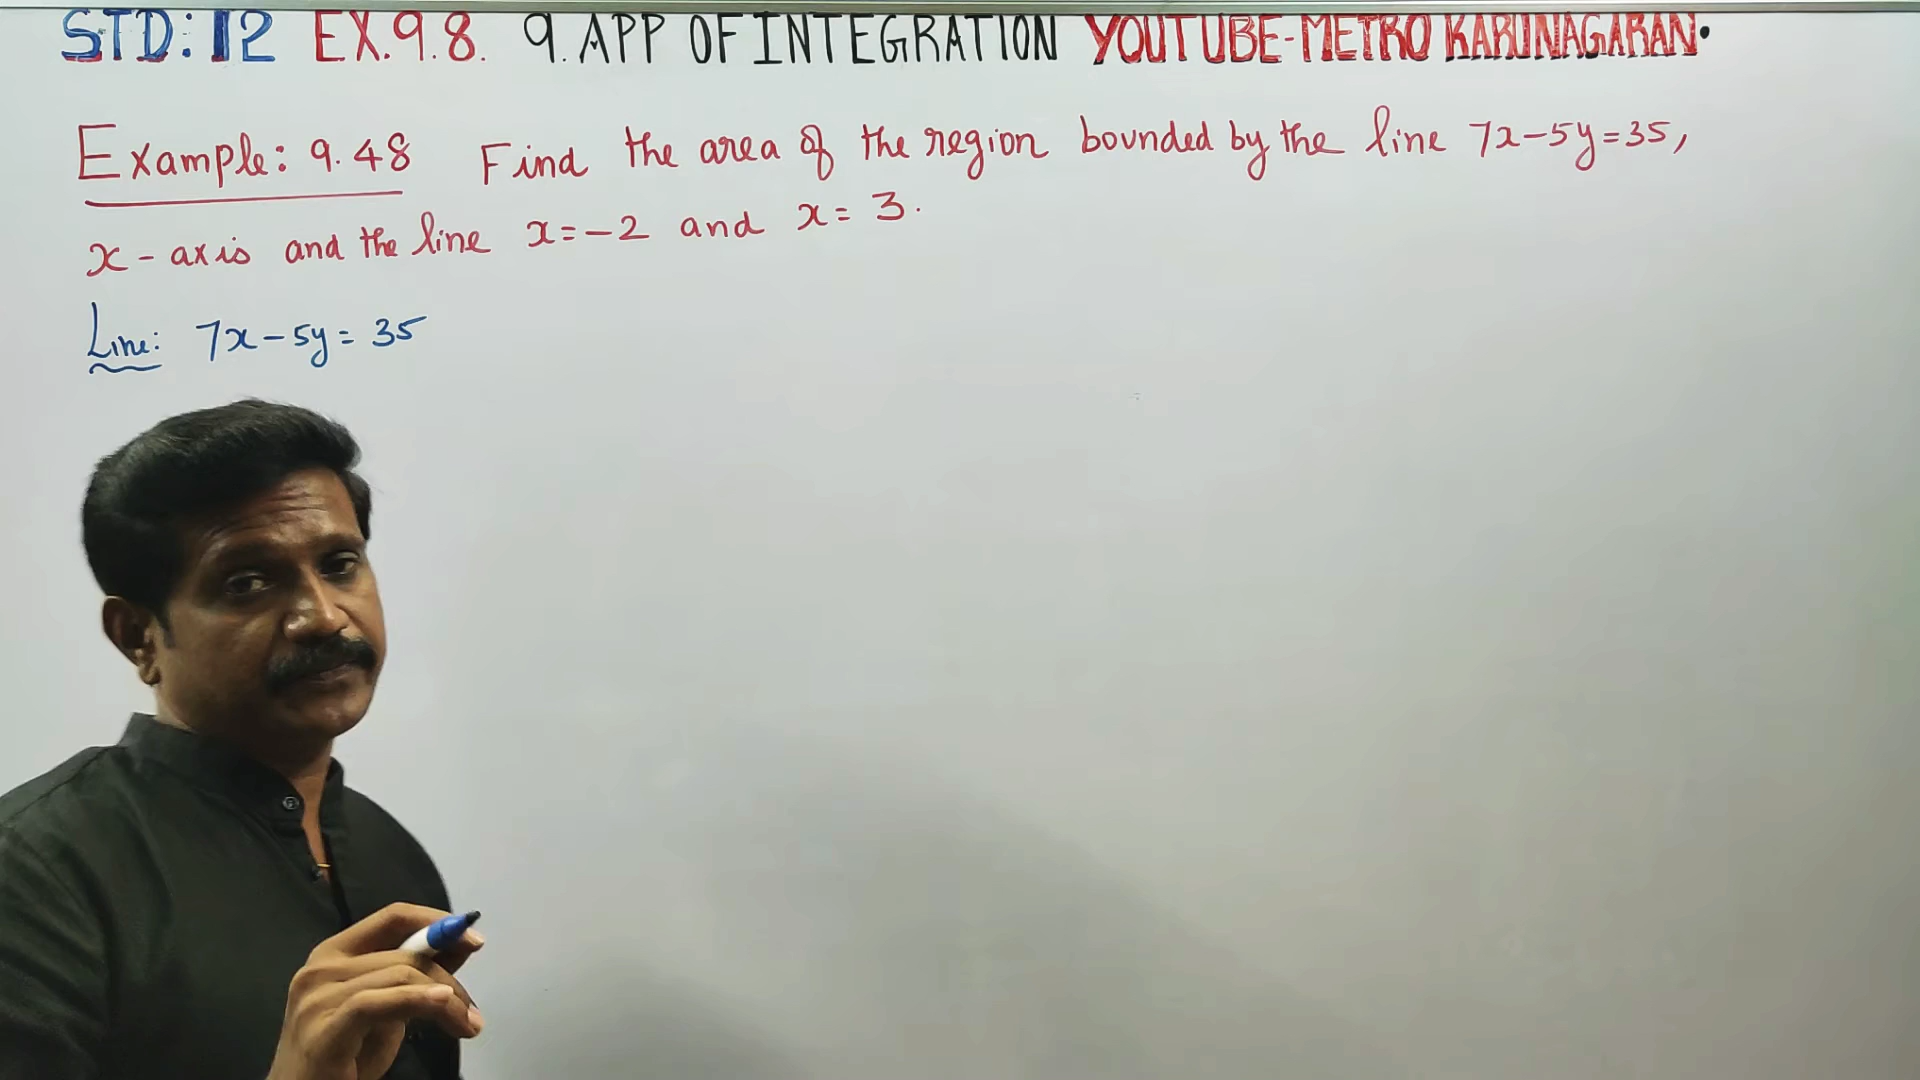 STD: 12 EX.9.8. 9. APP OF INTEGRATION YOUTUBE-METRO KARUNAGARAN.
Example: 9.48 Find the area of the region bounded by the line 7x-5y=35,
x-axis and the line x=-2 and x=3.
Line: 7x-5y=35